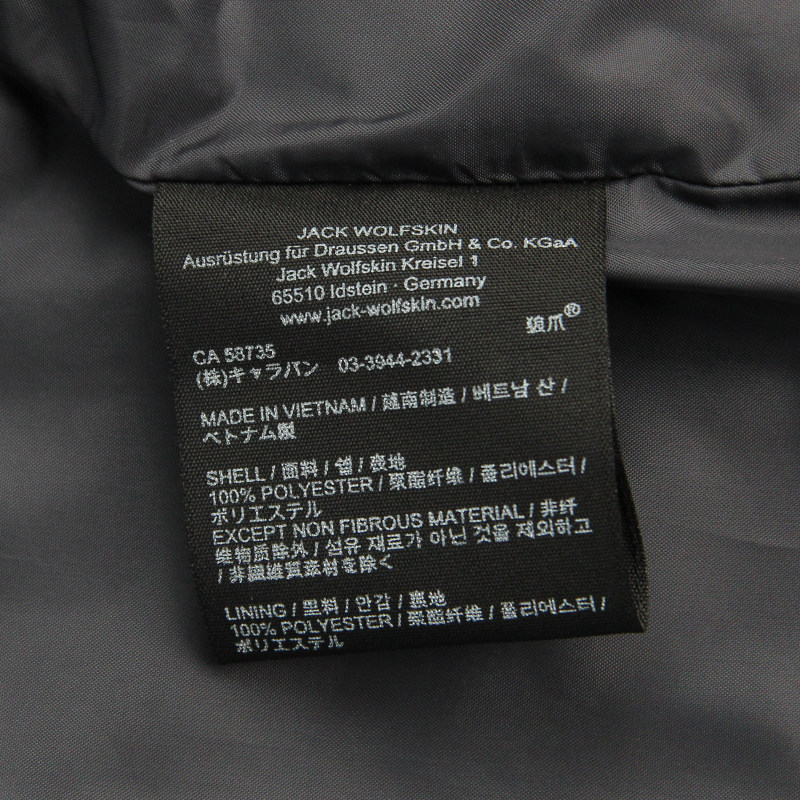 JACK WOLFSKIN
Ausrüstung für Draussen GmbH & Co. KGaA
Jack Wolfskin Kreisel 1
65510 Idstein · Germany
www.jack-wolfskin.com
狼爪®
CA 58735
(株)キャラバン 03-3944-2331
MADE IN VIETNAM / 越南制造 / 베트남 산 /
ベトナム製
SHELL / 面料 / 쉘 / 表地
100% POLYESTER / 聚酯纤维 / 폴리에스터 /
ポリエステル
EXCEPT NON FIBROUS MATERIAL / 非纤
维物质除外 / 섬유 재료가 아닌 것을 제외하고
/ 非繊維質素材を除く
LINING / 里料 / 안감 / 裏地
100% POLYESTER / 聚酯纤维 / 폴리에스터 /
ポリエステル